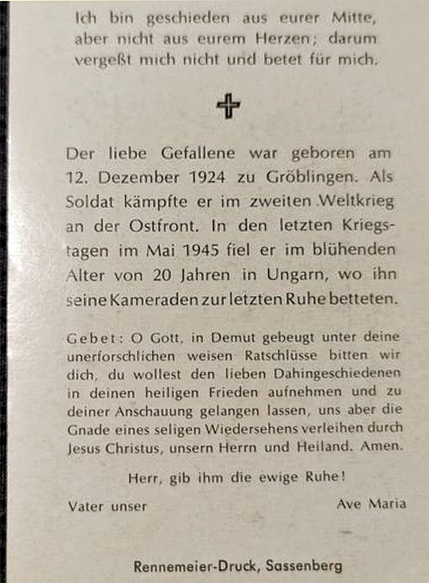 Ich bin geschieden aus eurer Mitte,
aber nicht aus eurem Herzen; darum
vergeßt mich nicht und betet für mich.
Der liebe Gefallene war geboren am
12. Dezember 1924 zu Gröblingen. Als
Soldat kämpfte er im zweiten Weltkrieg
an der Ostfront. In den letzten Kriegs-
tagen im Mai 1945 fiel er im blühenden
Alter von 20 Jahren in Ungarn, wo ihn
seine Kameraden zur letzten Ruhe betteten.
Gebet: O Gott, in Demut gebeugt unter deine
unerforschlichen weisen Ratschlüsse bitten wir
dich, du wollest den lieben Dahingeschiedenen
in deinen heiligen Frieden aufnehmen und zu
deiner Anschauung gelangen lassen, uns aber die
Gnade eines seligen Wiedersehens verleihen durch
Jesus Christus, unsern Herrn und Heiland. Amen.
Herr, gib ihm die ewige Ruhe!
Vater unser Ave Maria
Rennemeier-Druck, Sassenberg